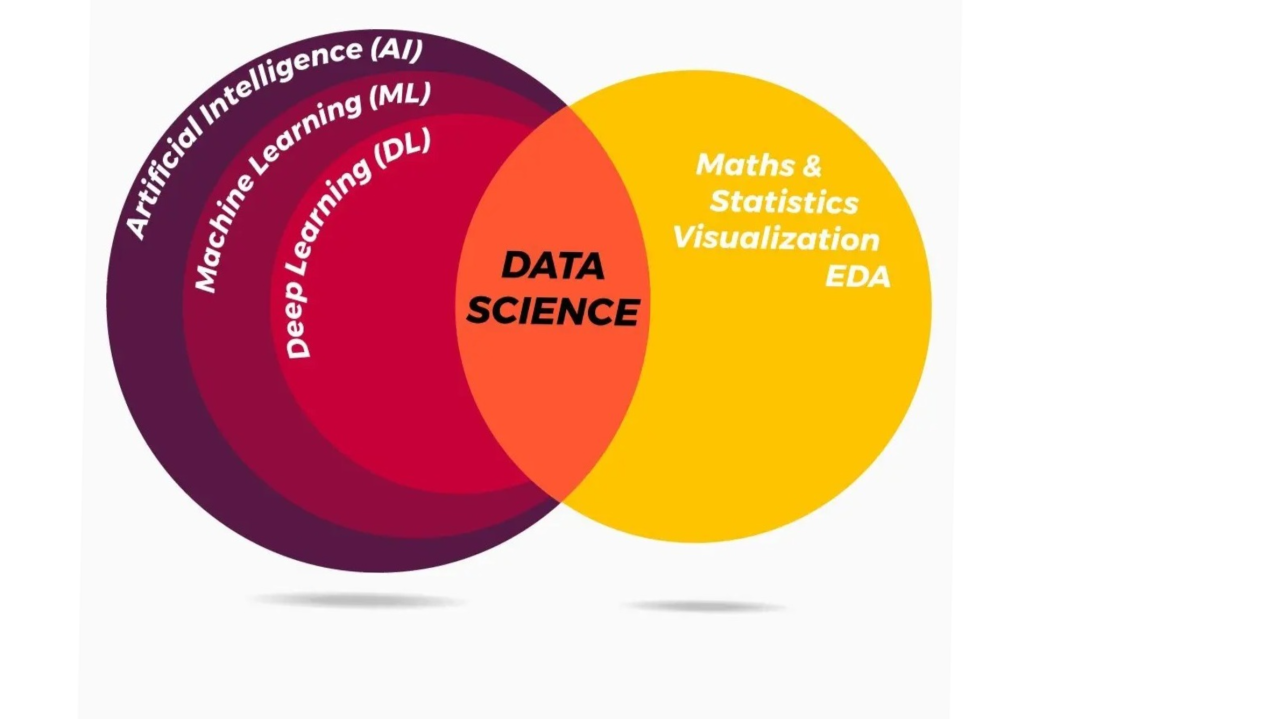 Artificial Intelligence (AI)
Machine Learning (ML)
Deep Learning (DL)
DATA
SCIENCE
Maths &
Statistics
Visualization
EDA